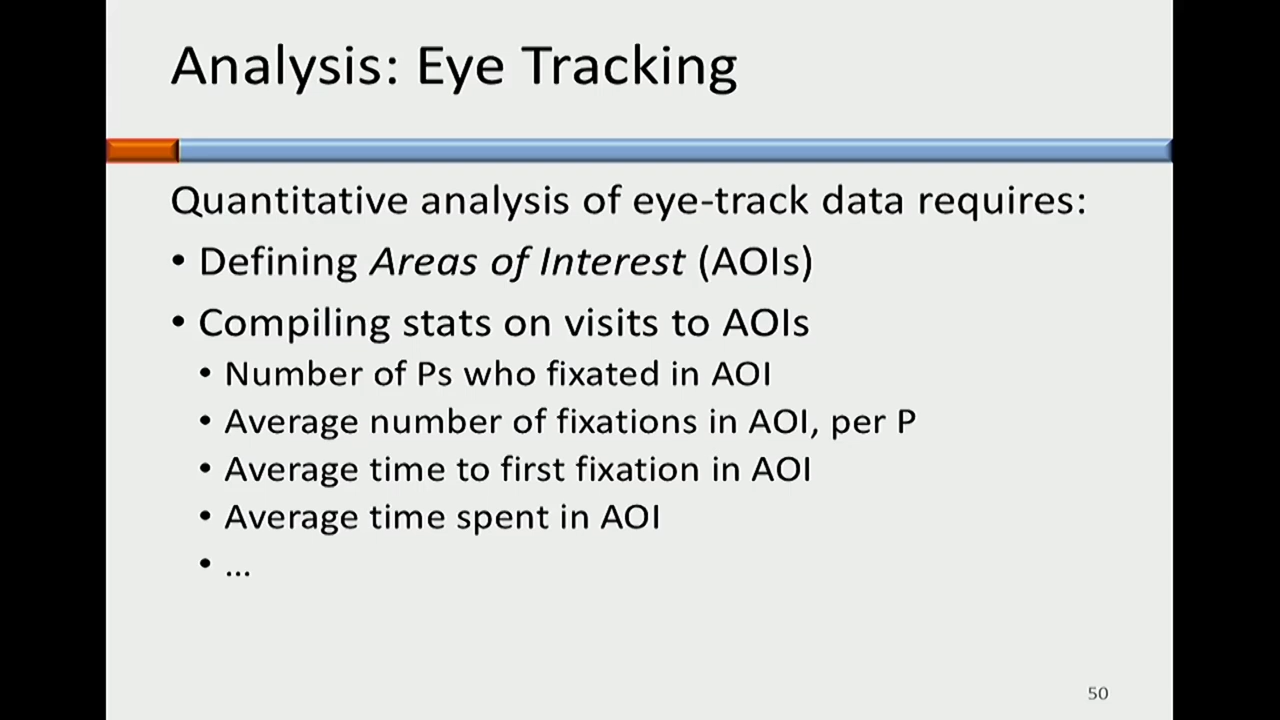 Analysis: Eye Tracking
Quantitative analysis of eye-track data requires:
• Defining Areas of Interest (AOIs)
• Compiling stats on visits to AOIs
• Number of Ps who fixated in AOI
• Average number of fixations in AOI, per P
• Average time to first fixation in AOI
• Average time spent in AOI
• ...
50